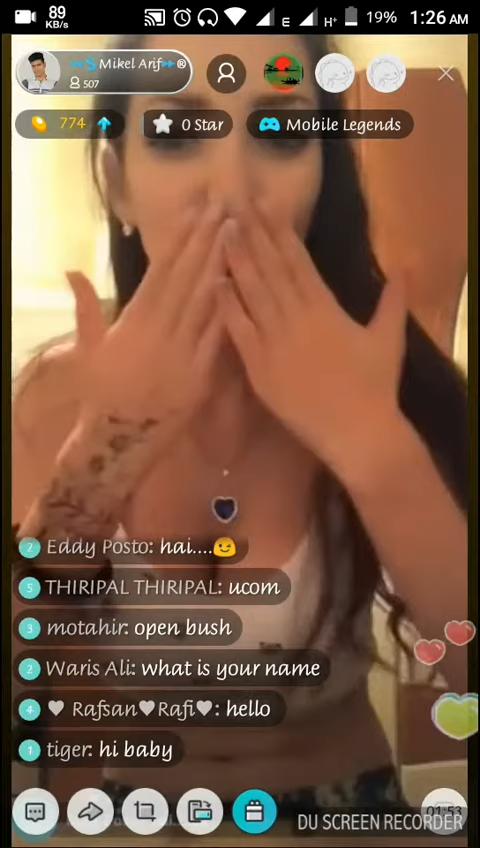 89
KB/s
E
H+
19%
1:26 AM
S Mikel Arif ®
507
774
0 Star
Mobile Legends
2 Eddy Posto: hai....😉
5 THIRIPAL THIRIPAL: ucom
3 motahir: open bush
2 Waris Ali: what is your name
4 ♥ Rafsan♥Rafi♥: hello
1 tiger: hi baby
01:53
DU SCREEN RECORDER